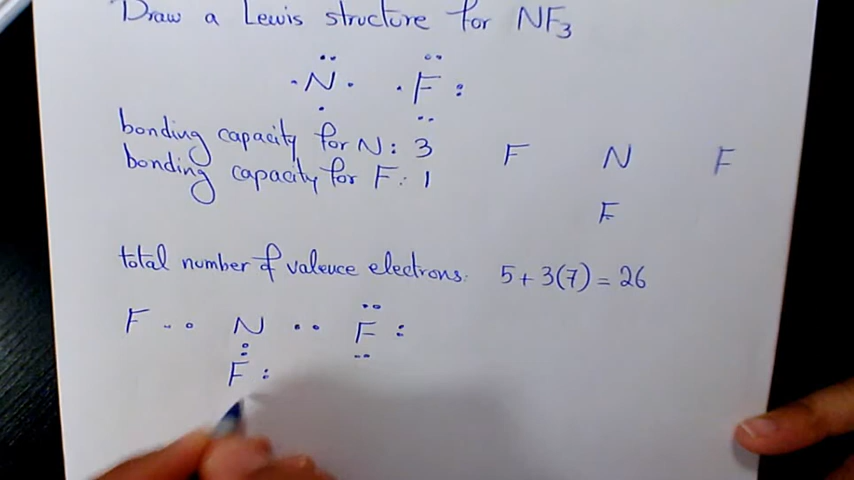 Draw a Lewis structure for NF3
N F
bonding capacity for N: 3
bonding capacity for F: 1
F N F
F
total number of valence electrons: 5 + 3(7) = 26
F .. N .. F :
F :